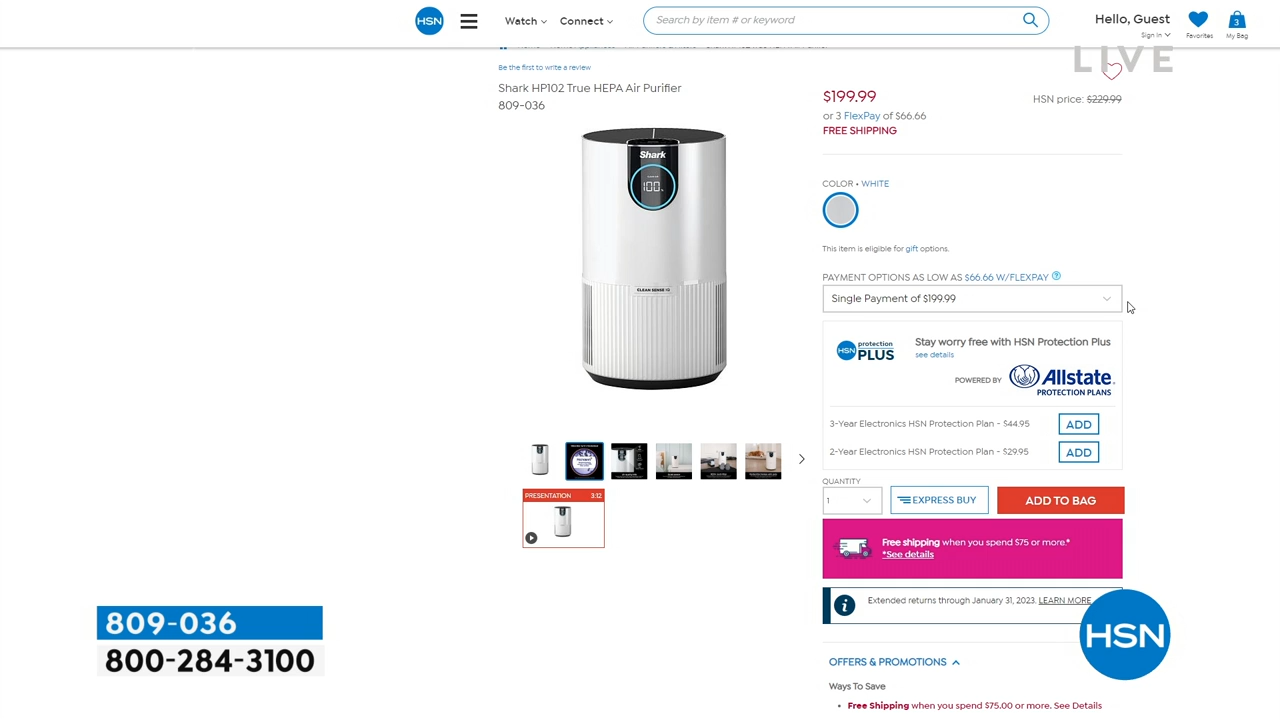 HSN
Watch
Connect
Search by item # or keyword
Hello, Guest
Sign in
Favorites
3
My Bag
LIVE
Be the first to write a review
Shark HP102 True HEPA Air Purifier
809-036
Shark
100%
CLEAN SENSE IQ
PRESENTATION 3:12
$199.99
HSN price: $229.99
or 3 FlexPay of $66.66
FREE SHIPPING
COLOR • WHITE
This item is eligible for gift options.
PAYMENT OPTIONS AS LOW AS $66.66 W/FLEXPAY ?
Single Payment of $199.99
HSN protection PLUS
Stay worry free with HSN Protection Plus
see details
POWERED BY
Allstate.
PROTECTION PLANS
3-Year Electronics HSN Protection Plan - $44.95 ADD
2-Year Electronics HSN Protection Plan - $29.95 ADD
QUANTITY
1
EXPRESS BUY
ADD TO BAG
Free shipping when you spend $75 or more.*
*See details
Extended returns through January 31, 2023. LEARN MORE
OFFERS & PROMOTIONS
Ways To Save
• Free Shipping when you spend $75.00 or more. See Details
809-036
800-284-3100
HSN